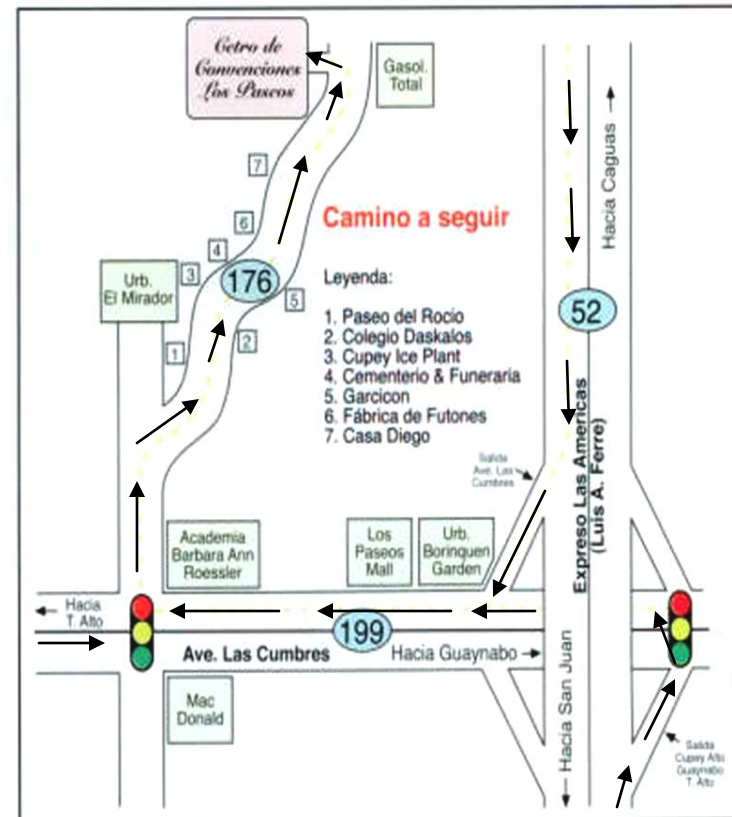 Cetro de
Convenciones
Los Paseos
Gasol.
Total
Hacia Caguas
7
6
4
3
176
5
2
1
Urb.
El Mirador
Camino a seguir
Leyenda:
1. Paseo del Rocio
2. Colegio Daskalos
3. Cupey Ice Plant
4. Cementerio & Funeraria
5. Garcicon
6. Fábrica de Futones
7. Casa Diego
52
Salida
Ave. Las
Cumbres
Expreso Las Americas
(Luis A. Ferre)
Academia
Barbara Ann
Roessler
Los
Paseos
Mall
Urb.
Borinquen
Garden
Hacia
T. Alto
199
Ave. Las Cumbres
Hacia Guaynabo
Hacia San Juan
Mac
Donald
Salida
Cupey Alto
Guaynabo
T. Alto